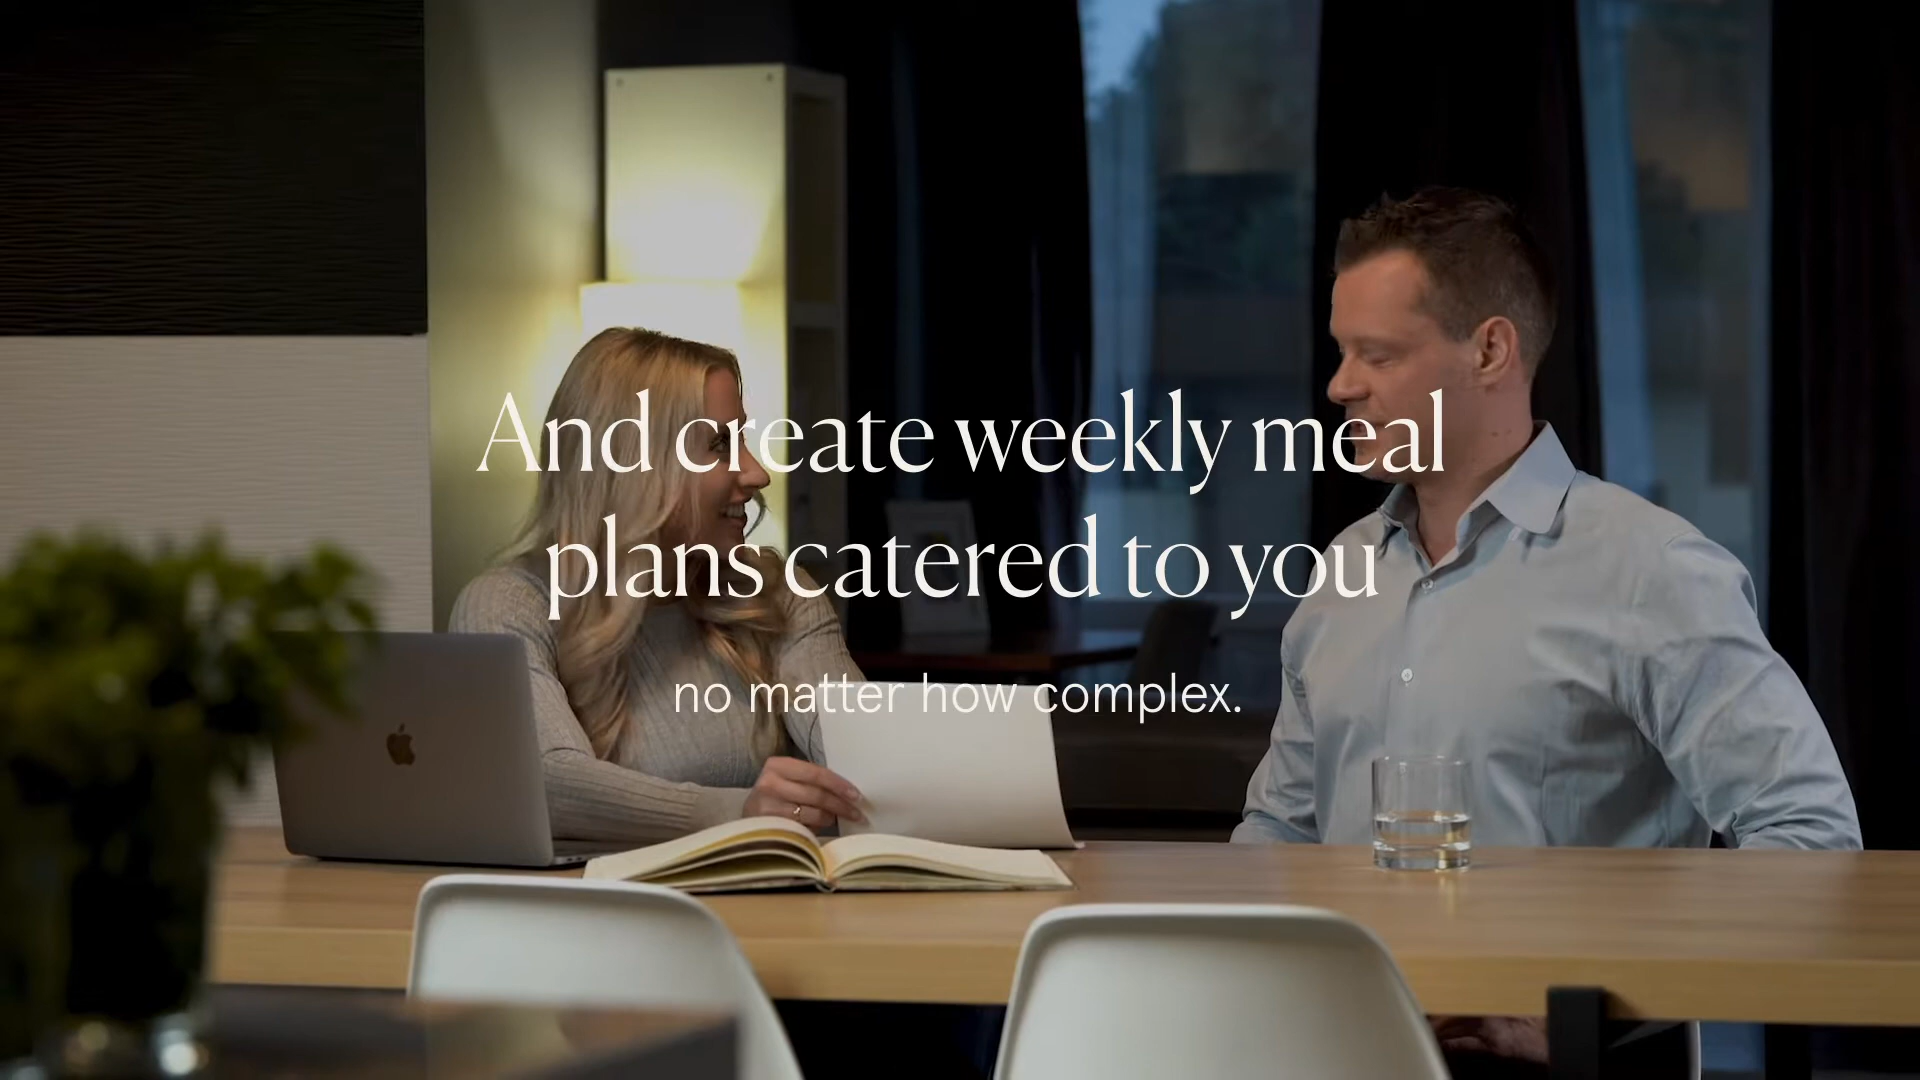 And create weekly meal
plans catered to you
no matter how complex.